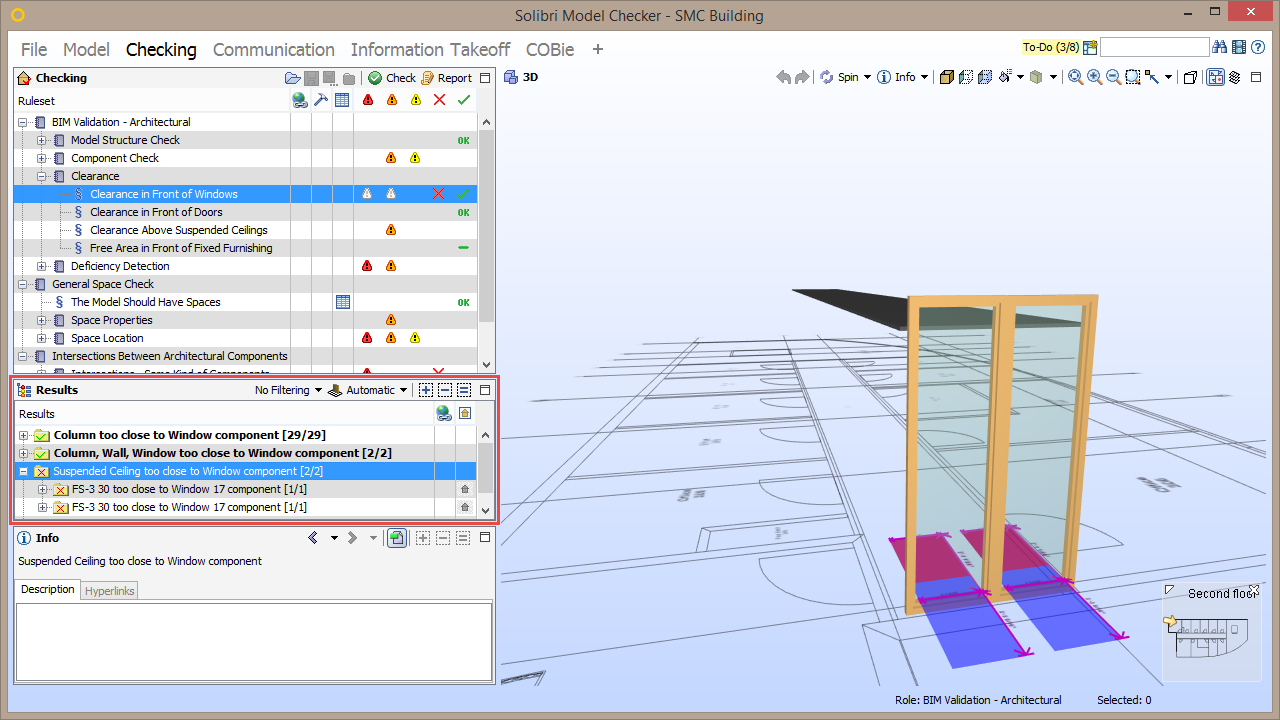 Solibri Model Checker - SMC Building
File Model Checking Communication Information Takeoff COBie +
To-Do (3/8)
Checking Check Report
3D Spin Info
Ruleset
BIM Validation - Architectural
Model Structure Check OK
Component Check
Clearance
§ Clearance in Front of Windows
§ Clearance in Front of Doors OK
§ Clearance Above Suspended Ceilings
§ Free Area in Front of Fixed Furnishing
Deficiency Detection
General Space Check
§ The Model Should Have Spaces OK
Space Properties
Space Location
Intersections Between Architectural Components
Results No Filtering Automatic
Results
Column too close to Window component [29/29]
Column, Wall, Window too close to Window component [2/2]
Suspended Ceiling too close to Window component [2/2]
FS-3 30 too close to Window 17 component [1/1]
FS-3 30 too close to Window 17 component [1/1]
Info
Suspended Ceiling too close to Window component
Description Hyperlinks
Second floor
Role: BIM Validation - Architectural Selected: 0